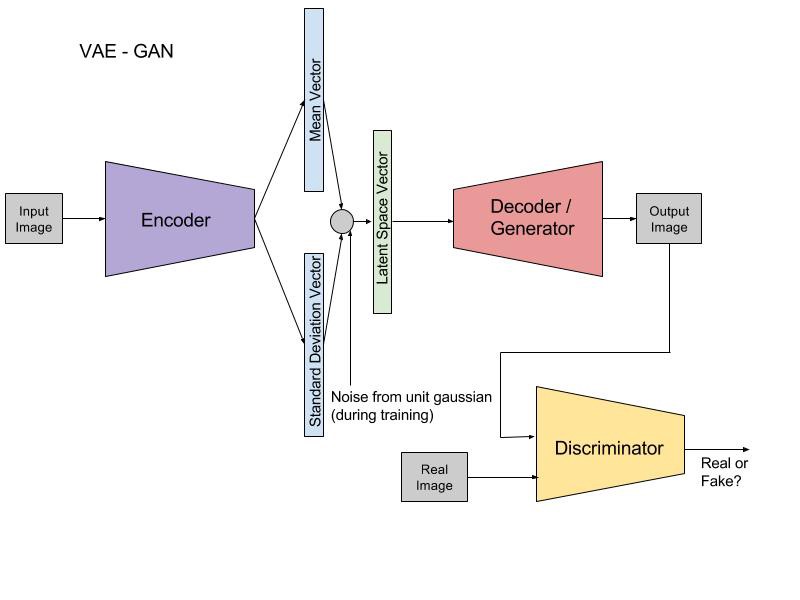 VAE - GAN
Mean Vector
Input
Image
Encoder
Latent Space Vector
Decoder /
Generator
Output
Image
Standard Deviation Vector
Noise from unit gaussian
(during training)
Discriminator
Real
Image
Real or
Fake?